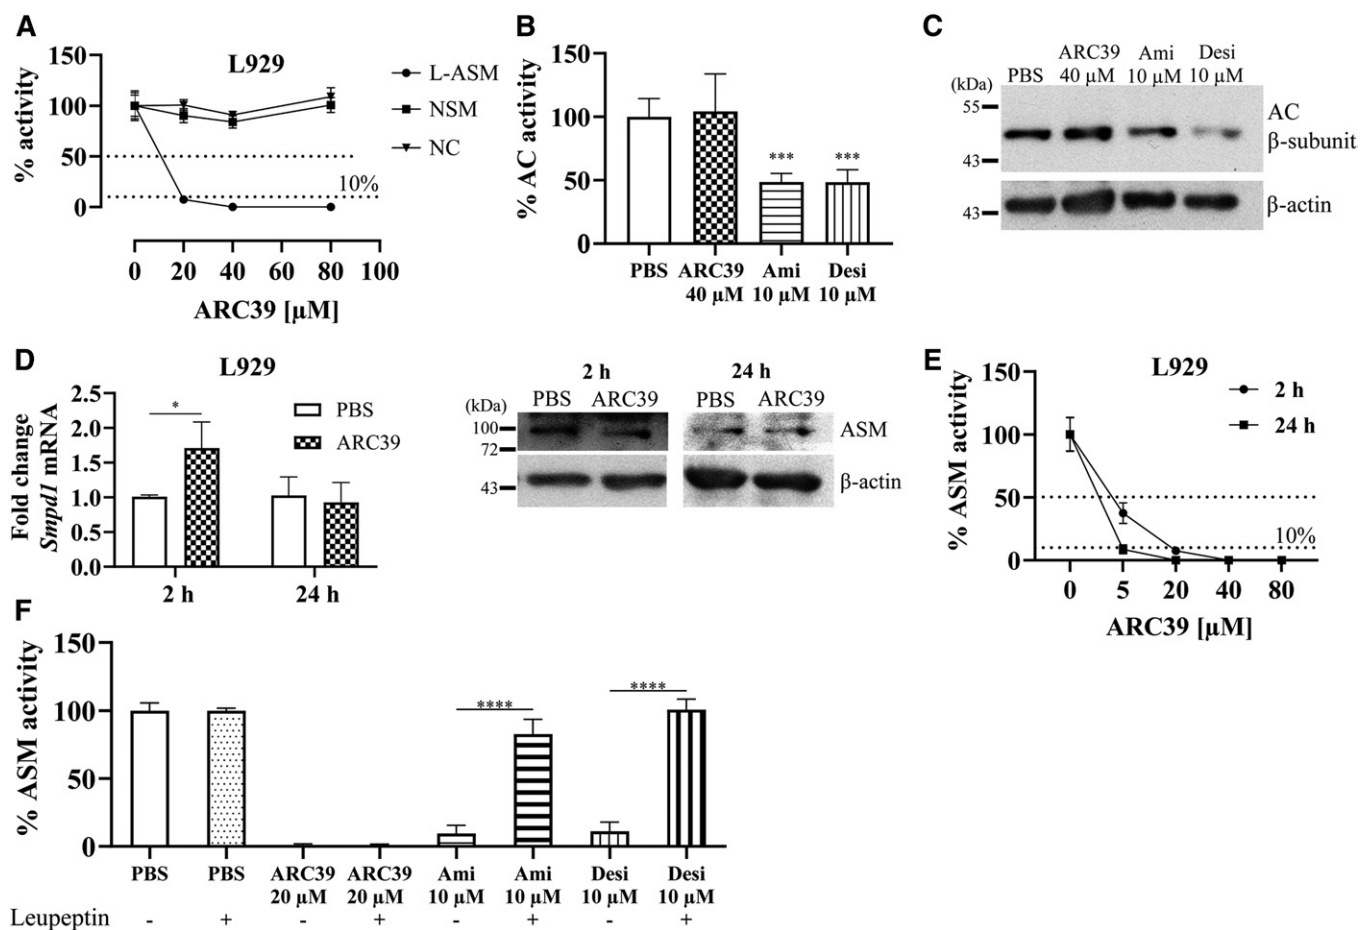 A
L929
% activity
150
100
50
0
10%
0 20 40 60 80 100
ARC39 [µM]
L-ASM
NSM
NC
B
% AC activity
150
100
50
0
*** ***
PBS ARC39 Ami Desi
40 µM 10 µM 10 µM
C
ARC39 Ami Desi
(kDa) PBS 40 µM 10 µM 10 µM
55
43
AC
β-subunit
43
β-actin
D
L929
Fold change
Smpd1 mRNA
2.5
2.0
1.5
1.0
0.5
0.0
*
PBS
ARC39
2 h 24 h
2 h 24 h
(kDa) PBS ARC39 PBS ARC39
100
72
ASM
43
β-actin
E
L929
% ASM activity
150
100
50
0
10%
0 5 20 40 80
ARC39 [µM]
2 h
24 h
F
% ASM activity
150
100
50
0
**** ****
PBS PBS ARC39 ARC39 Ami Ami Desi Desi
20 µM 20 µM 10 µM 10 µM 10 µM 10 µM
Leupeptin - + - + - + - +